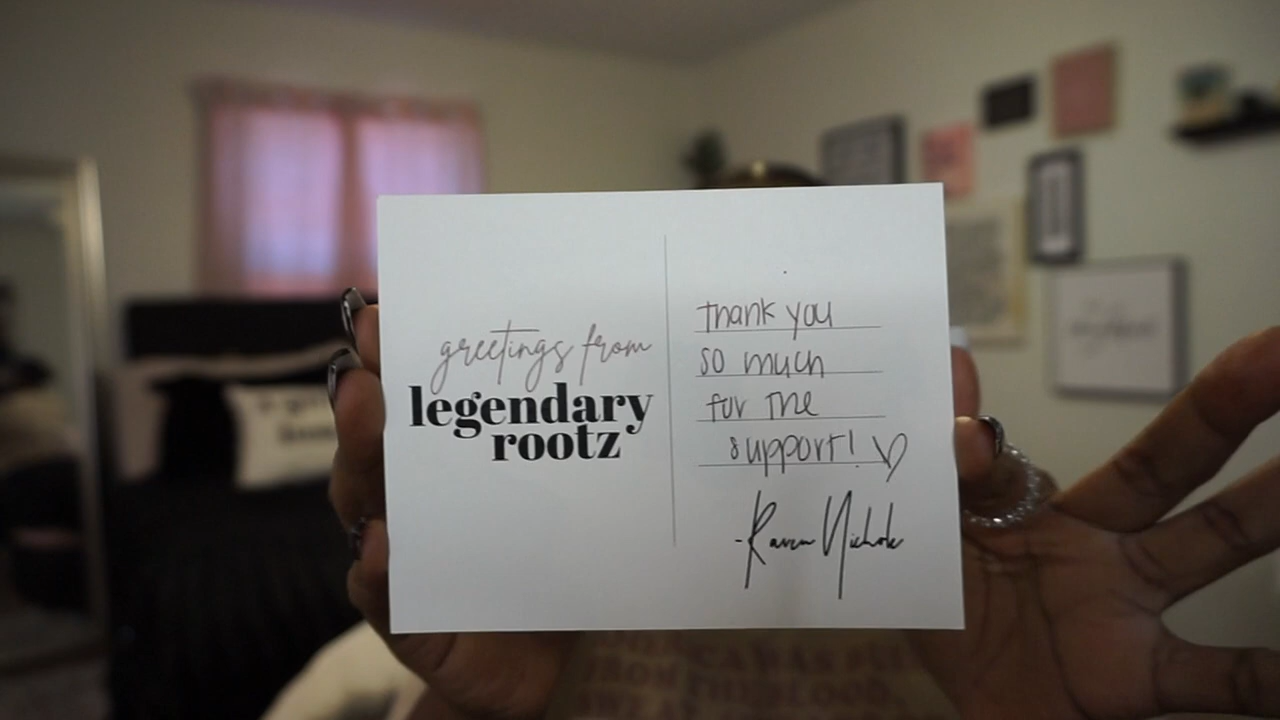 greetings from
legendary
rootz
thank you
so much
for the
support! ♡
-Raven Nichole